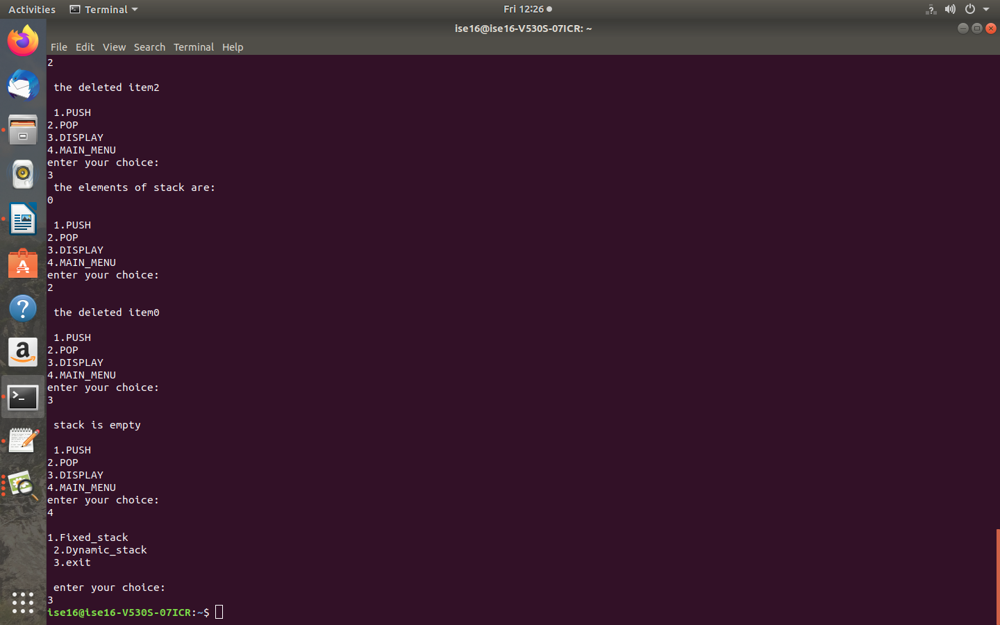 Activities Terminal Fri 12:26
ise16@ise16-V530S-07ICR: ~
File Edit View Search Terminal Help
2
the deleted item2
1.PUSH
2.POP
3.DISPLAY
4.MAIN_MENU
enter your choice:
3
the elements of stack are:
0
1.PUSH
2.POP
3.DISPLAY
4.MAIN_MENU
enter your choice:
2
the deleted item0
1.PUSH
2.POP
3.DISPLAY
4.MAIN_MENU
enter your choice:
3
stack is empty
1.PUSH
2.POP
3.DISPLAY
4.MAIN_MENU
enter your choice:
4
1.Fixed_stack
2.Dynamic_stack
3.exit
enter your choice:
3
ise16@ise16-V530S-07ICR:~$